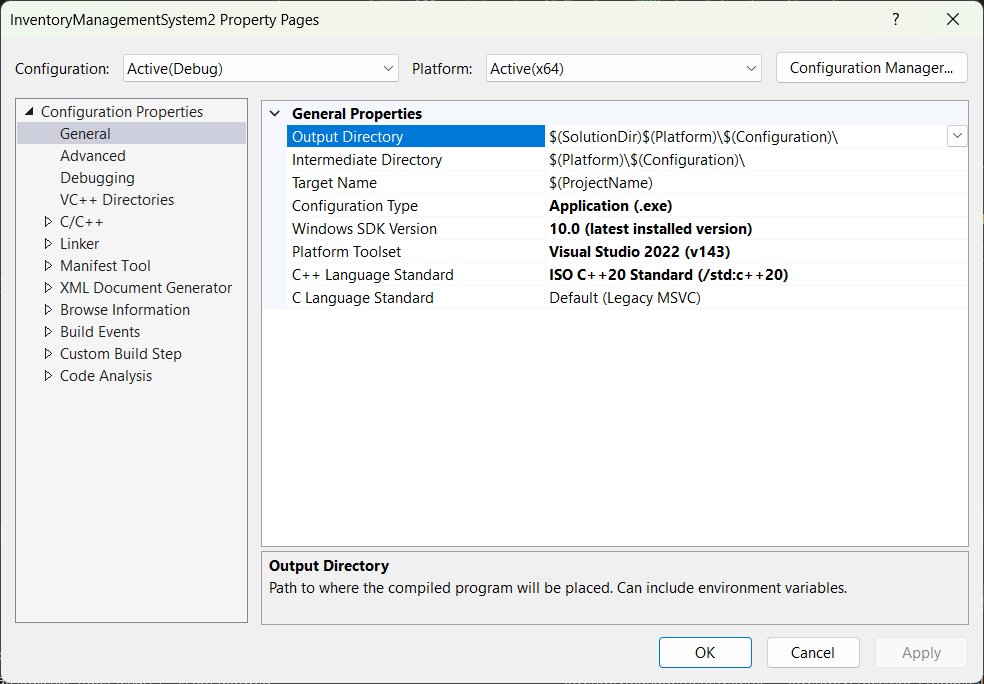 InventoryManagementSystem2 Property Pages ?
Configuration: Active(Debug) Platform: Active(x64) Configuration Manager...
Configuration Properties
General
Advanced
Debugging
VC++ Directories
C/C++
Linker
Manifest Tool
XML Document Generator
Browse Information
Build Events
Custom Build Step
Code Analysis
General Properties
Output Directory $(SolutionDir)$(Platform)\$(Configuration)\
Intermediate Directory $(Platform)\$(Configuration)\
Target Name $(ProjectName)
Configuration Type Application (.exe)
Windows SDK Version 10.0 (latest installed version)
Platform Toolset Visual Studio 2022 (v143)
C++ Language Standard ISO C++20 Standard (/std:c++20)
C Language Standard Default (Legacy MSVC)
Output Directory
Path to where the compiled program will be placed. Can include environment variables.
OK Cancel Apply